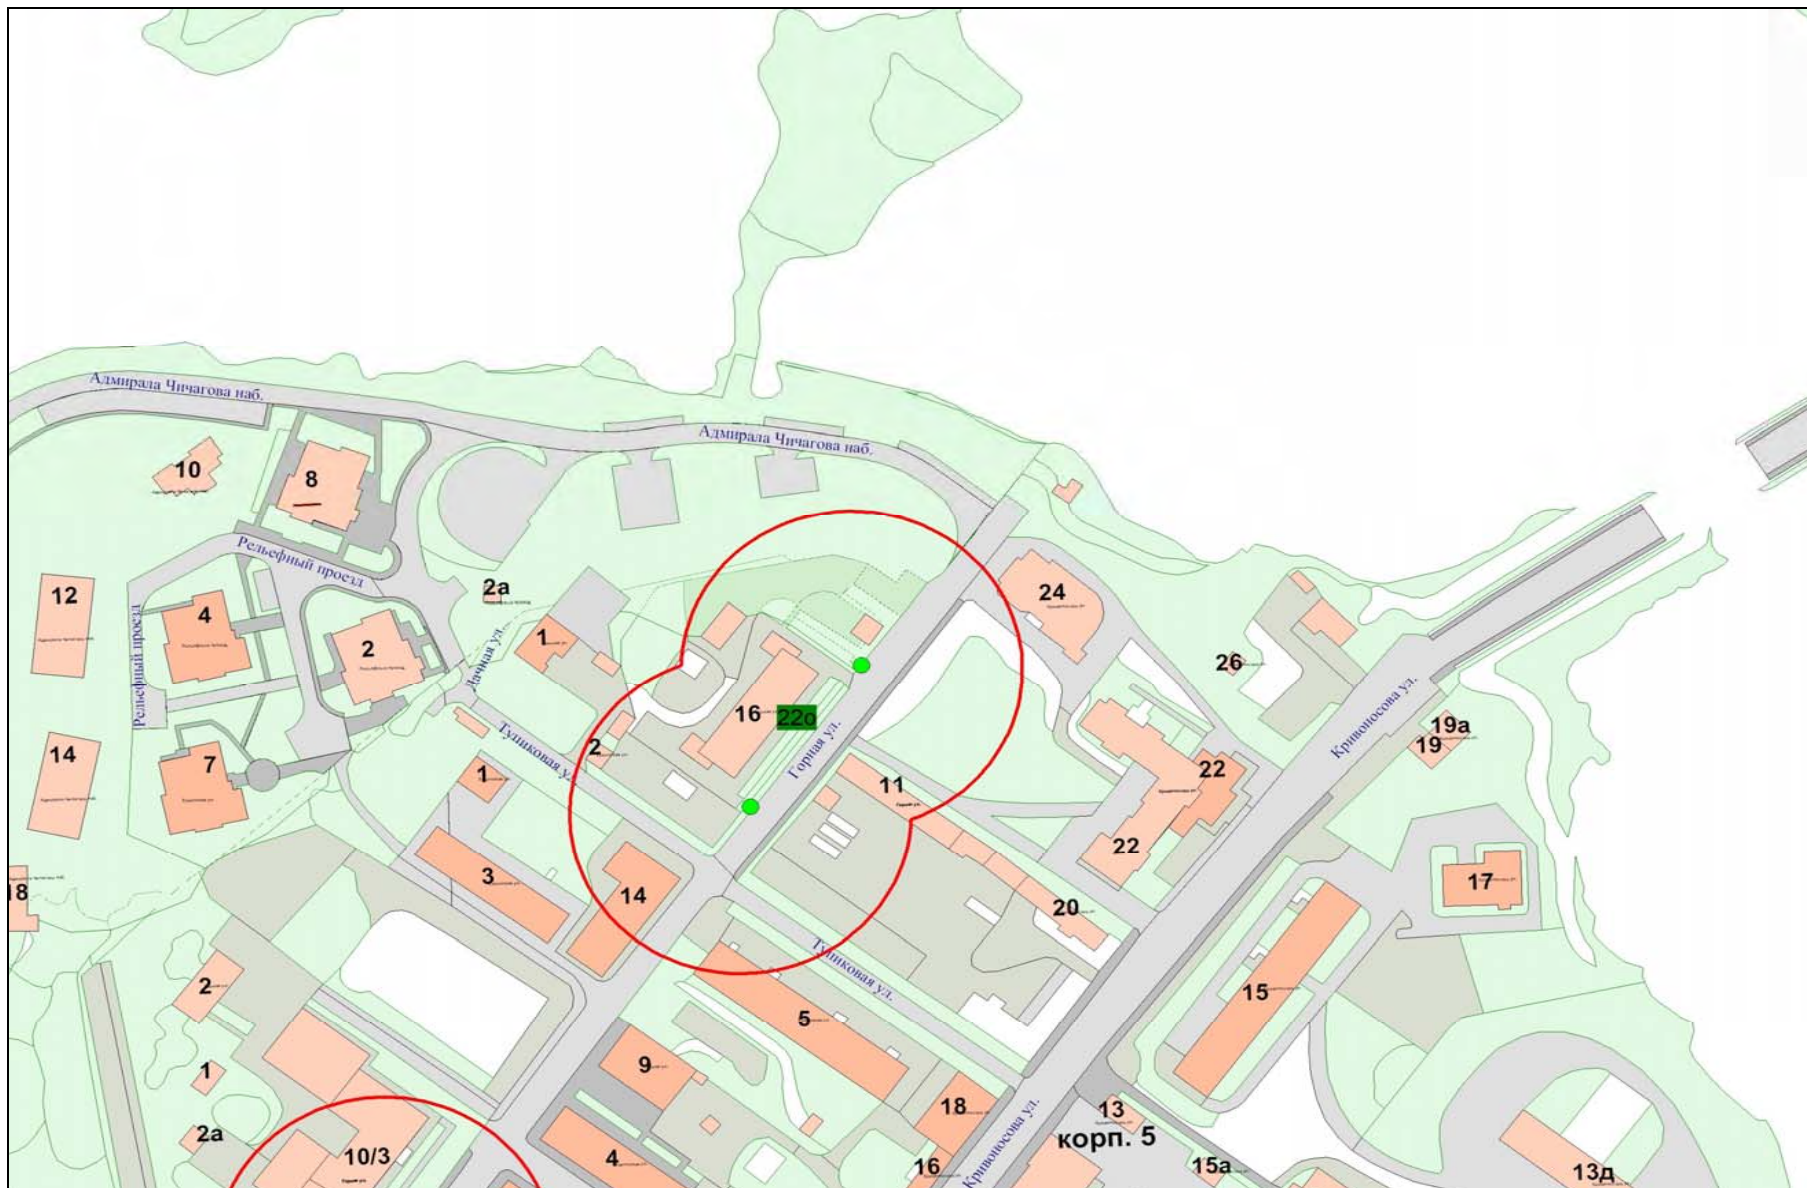 Адмирала Чичагова наб.
Адмирала Чичагова наб.
10
8
Рельефный проезд
12
4
Рельефный проезд
2
2а
1
Дачная ул.
24
26
16
22о
Горная ул.
Кривоносова ул.
19а
19
14
7
Тупиковая ул.
2
1
11
22
22
3
14
20
17
18
Тупиковая ул.
15
2
5
9
1
18
13
корп. 5
2а
10/3
4
16
Кривоносова ул.
15а
13д